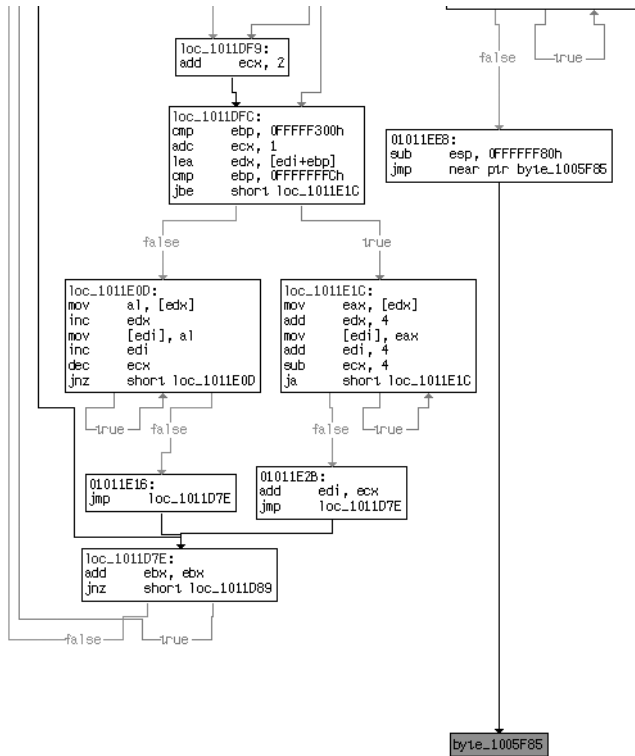 loc_1011DF9:
add ecx, 2
loc_1011DFC:
cmp ebp, 0FFFFF300h
adc ecx, 1
lea edx, [edi+ebp]
cmp ebp, 0FFFFFFFCh
jbe short loc_1011E1C
false
true
01011EE8:
sub esp, 0FFFFFF80h
jmp near ptr byte_1005F85
false
true
loc_1011E0D:
mov al, [edx]
inc edx
mov [edi], al
inc edi
dec ecx
jnz short loc_1011E0D
loc_1011E1C:
mov eax, [edx]
add edx, 4
mov [edi], eax
add edi, 4
sub ecx, 4
ja short loc_1011E1C
true
false
false
true
01011E16:
jmp loc_1011D7E
01011E2B:
add edi, ecx
jmp loc_1011D7E
loc_1011D7E:
add ebx, ebx
jnz short loc_1011D89
false
true
byte_1005F85